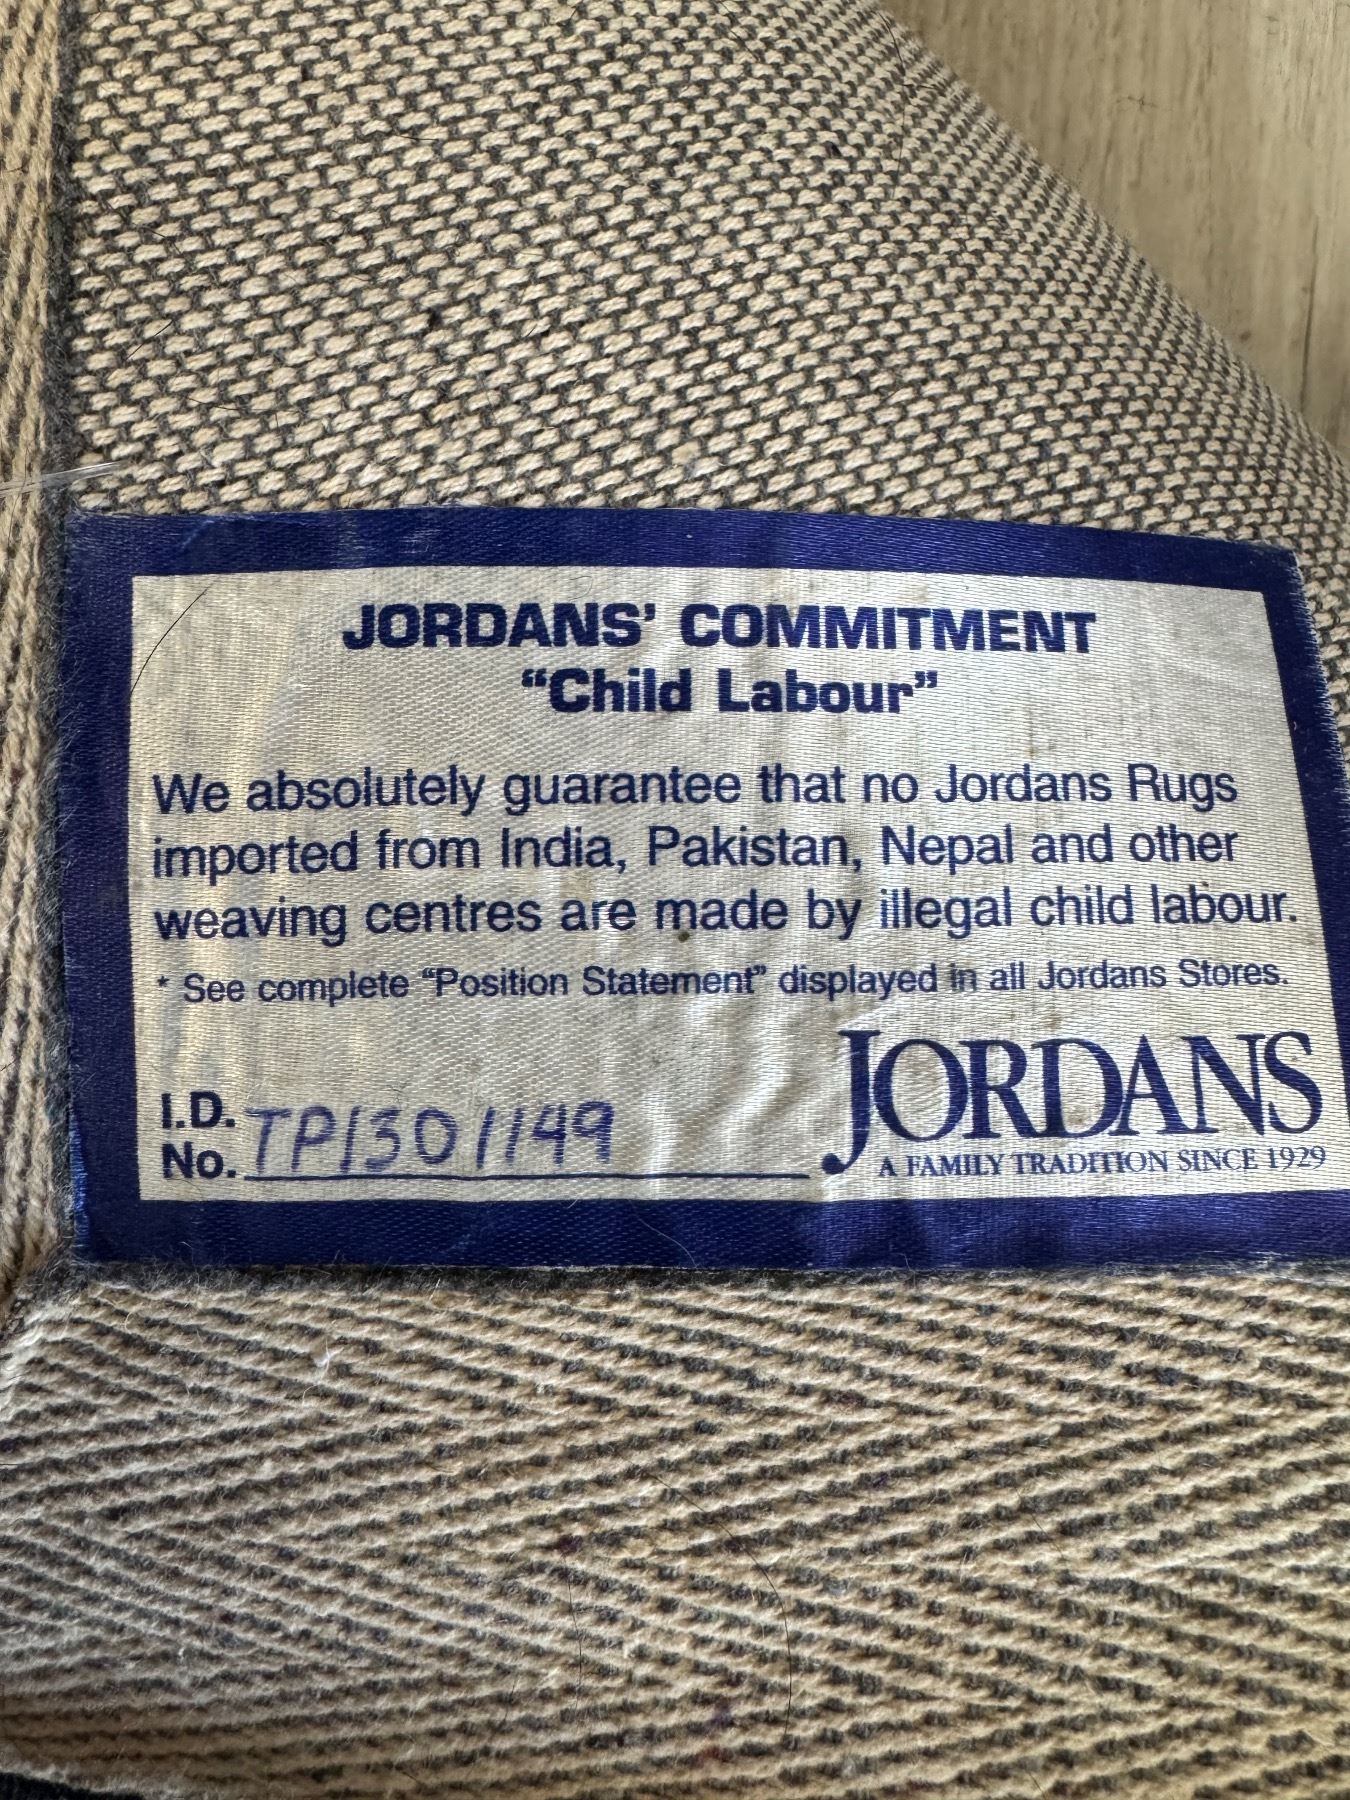 JORDANS' COMMITMENT
“Child Labour”
We absolutely guarantee that no Jordans Rugs
imported from India, Pakistan, Nepal and other
weaving centres are made by illegal child labour.
* See complete “Position Statement” displayed in all Jordans Stores.
I.D.
No. TP1301149
JORDANS
A FAMILY TRADITION SINCE 1929